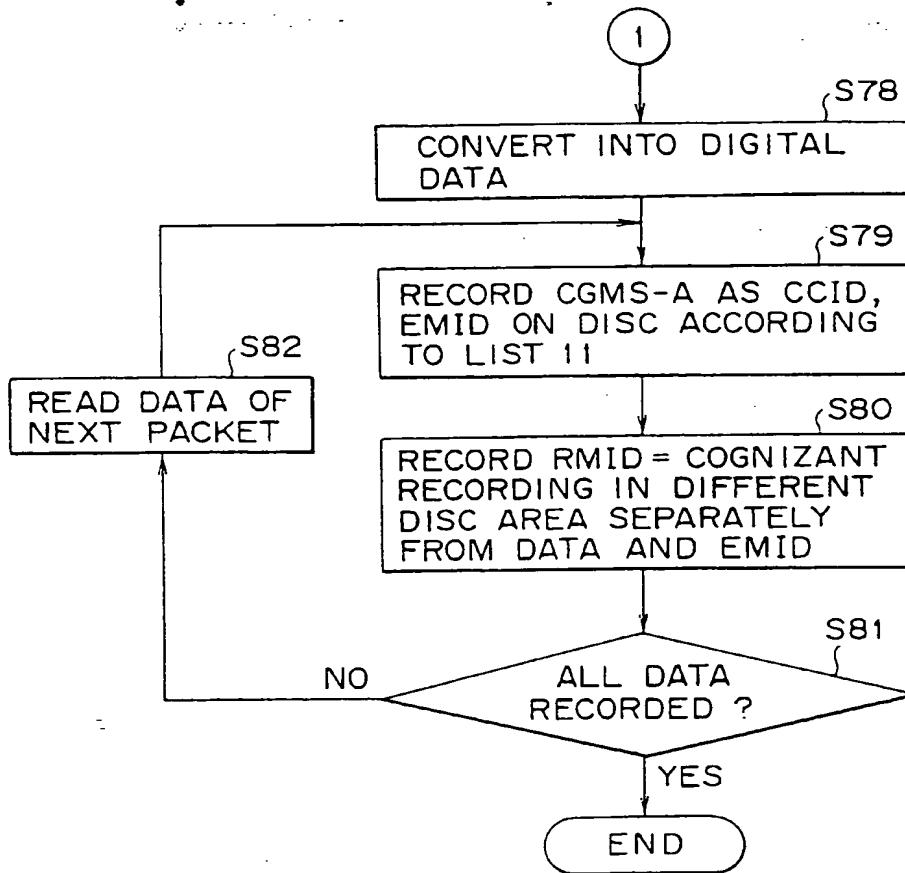 1
S78
CONVERT INTO DIGITAL
DATA
S79
RECORD CGMS-A AS CCID,
EMID ON DISC ACCORDING
TO LIST 11
S82
READ DATA OF
NEXT PACKET
S80
RECORD RMID = COGNIZANT
RECORDING IN DIFFERENT
DISC AREA SEPARATELY
FROM DATA AND EMID
S81
NO
ALL DATA
RECORDED ?
YES
END